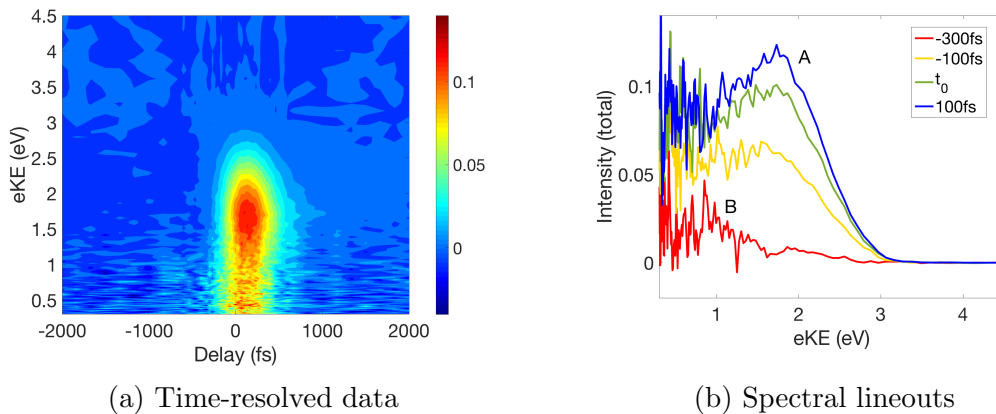 4.5
4
3.5
3
2.5
2
1.5
1
0.5
eKE (eV)
-2000
-1000
0
1000
2000
Delay (fs)
0.1
0.05
0
(a) Time-resolved data
Intensity (total)
0.1
0.05
0
A
B
-300fs
-100fs
t0
100fs
1
2
3
4
eKE (eV)
(b) Spectral lineouts